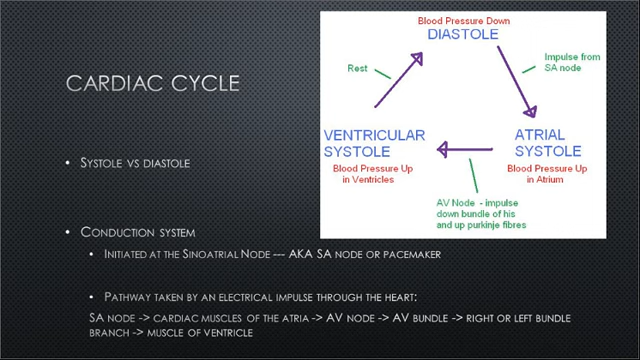 CARDIAC CYCLE
• SYSTOLE VS DIASTOLE
• CONDUCTION SYSTEM
• INITIATED AT THE SINOATRIAL NODE --- AKA SA NODE OR PACEMAKER
• PATHWAY TAKEN BY AN ELECTRICAL IMPULSE THROUGH THE HEART:
SA NODE -> CARDIAC MUSCLES OF THE ATRIA -> AV NODE -> AV BUNDLE -> RIGHT OR LEFT BUNDLE
BRANCH -> MUSCLE OF VENTRICLE
Blood Pressure Down
DIASTOLE
Impulse from
SA node
Rest
ATRIAL
SYSTOLE
Blood Pressure Up
in Atrium
VENTRICULAR
SYSTOLE
Blood Pressure Up
in Ventricles
AV Node - impulse
down bundle of his
and up purkinje fibres